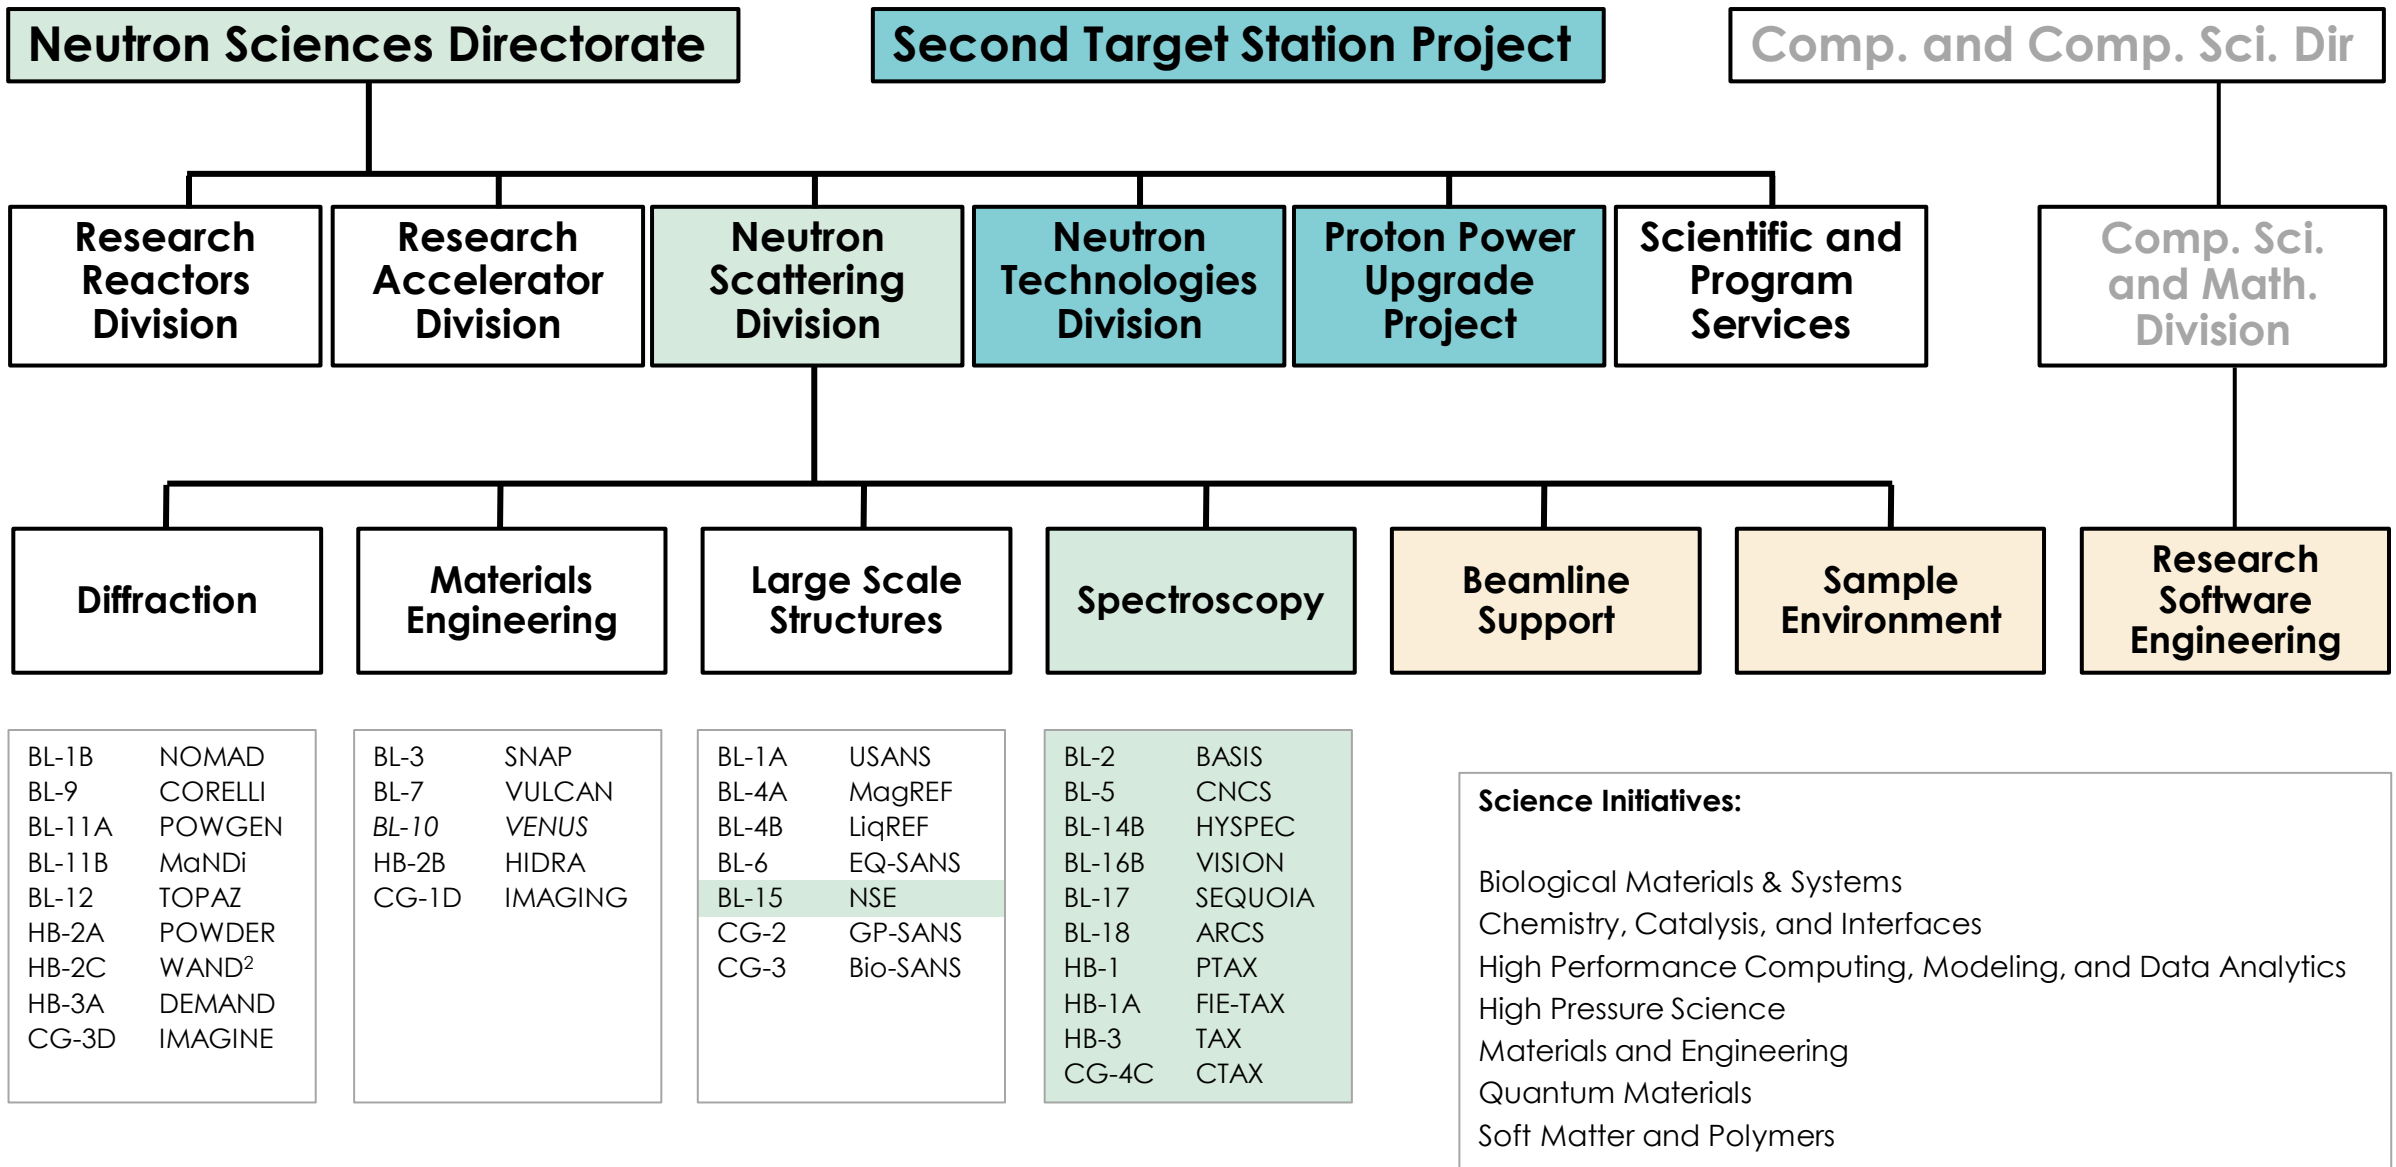 Neutron Sciences Directorate
Second Target Station Project
Comp. and Comp. Sci. Dir
Research
Reactors
Division
Research
Accelerator
Division
Neutron
Scattering
Division
Neutron
Technologies
Division
Proton Power
Upgrade
Project
Scientific and
Program
Services
Comp. Sci.
and Math.
Division
Diffraction
Materials
Engineering
Large Scale
Structures
Spectroscopy
Beamline
Support
Sample
Environment
Research
Software
Engineering
BL-1B NOMAD
BL-9 CORELLI
BL-11A POWGEN
BL-11B MaNDi
BL-12 TOPAZ
HB-2A POWDER
HB-2C WAND²
HB-3A DEMAND
CG-3D IMAGINE
BL-3 SNAP
BL-7 VULCAN
BL-10 VENUS
HB-2B HIDRA
CG-1D IMAGING
BL-1A USANS
BL-4A MagREF
BL-4B LiqREF
BL-6 EQ-SANS
BL-15 NSE
CG-2 GP-SANS
CG-3 Bio-SANS
BL-2 BASIS
BL-5 CNCS
BL-14B HYSPEC
BL-16B VISION
BL-17 SEQUOIA
BL-18 ARCS
HB-1 PTAX
HB-1A FIE-TAX
HB-3 TAX
CG-4C CTAX
Science Initiatives:
Biological Materials & Systems
Chemistry, Catalysis, and Interfaces
High Performance Computing, Modeling, and Data Analytics
High Pressure Science
Materials and Engineering
Quantum Materials
Soft Matter and Polymers